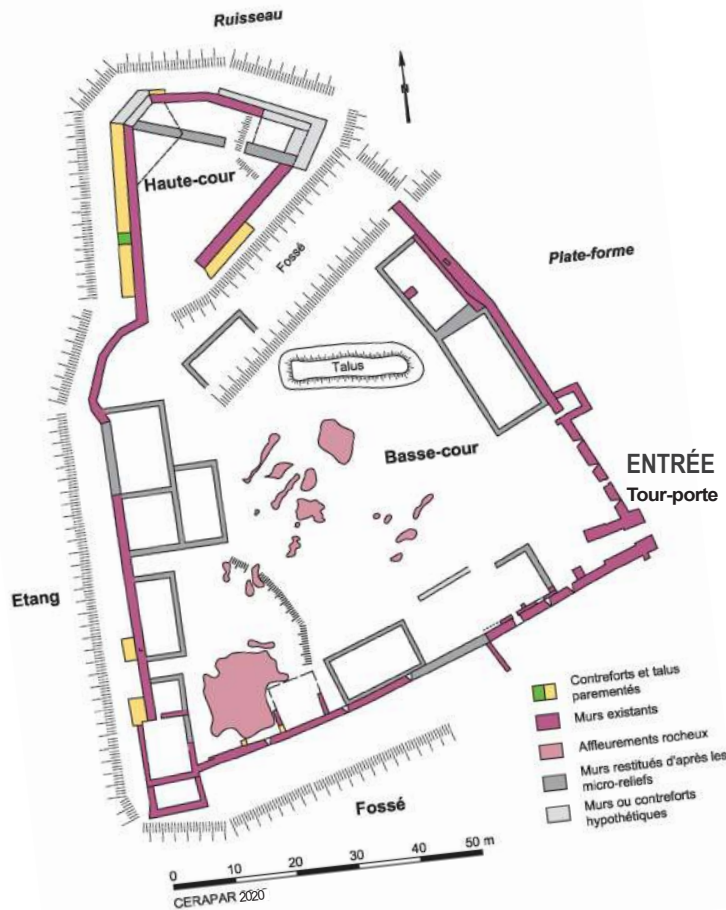 Ruisseau
N
Haute-cour
Fossé
Plate-forme
Talus
Basse-cour
ENTRÉE
Tour-porte
Etang
Contreforts et talus
parementés
Murs existants
Affleurements rocheux
Murs restitués d'après les
micro-reliefs
Murs ou contreforts
hypothétiques
Fossé
0 10 20 30 40 50 m
CERAPAR 2020